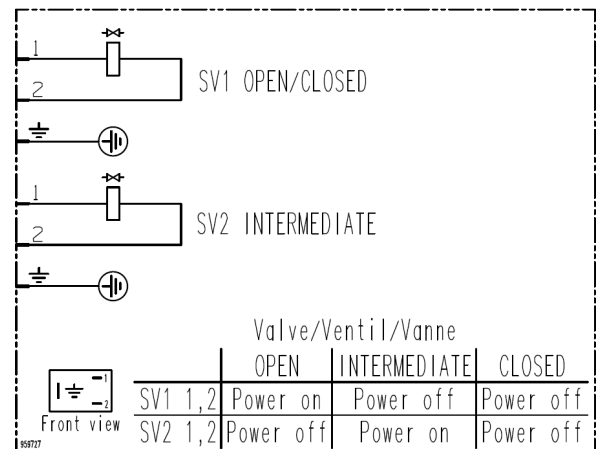 1
2
SV1 OPEN/CLOSED
1
2
SV2 INTERMEDIATE
Valve/Ventil/Vanne
OPEN INTERMEDIATE CLOSED
SV1 1,2 Power on Power off Power off
SV2 1,2 Power off Power on Power off
1
2
Front view
959727